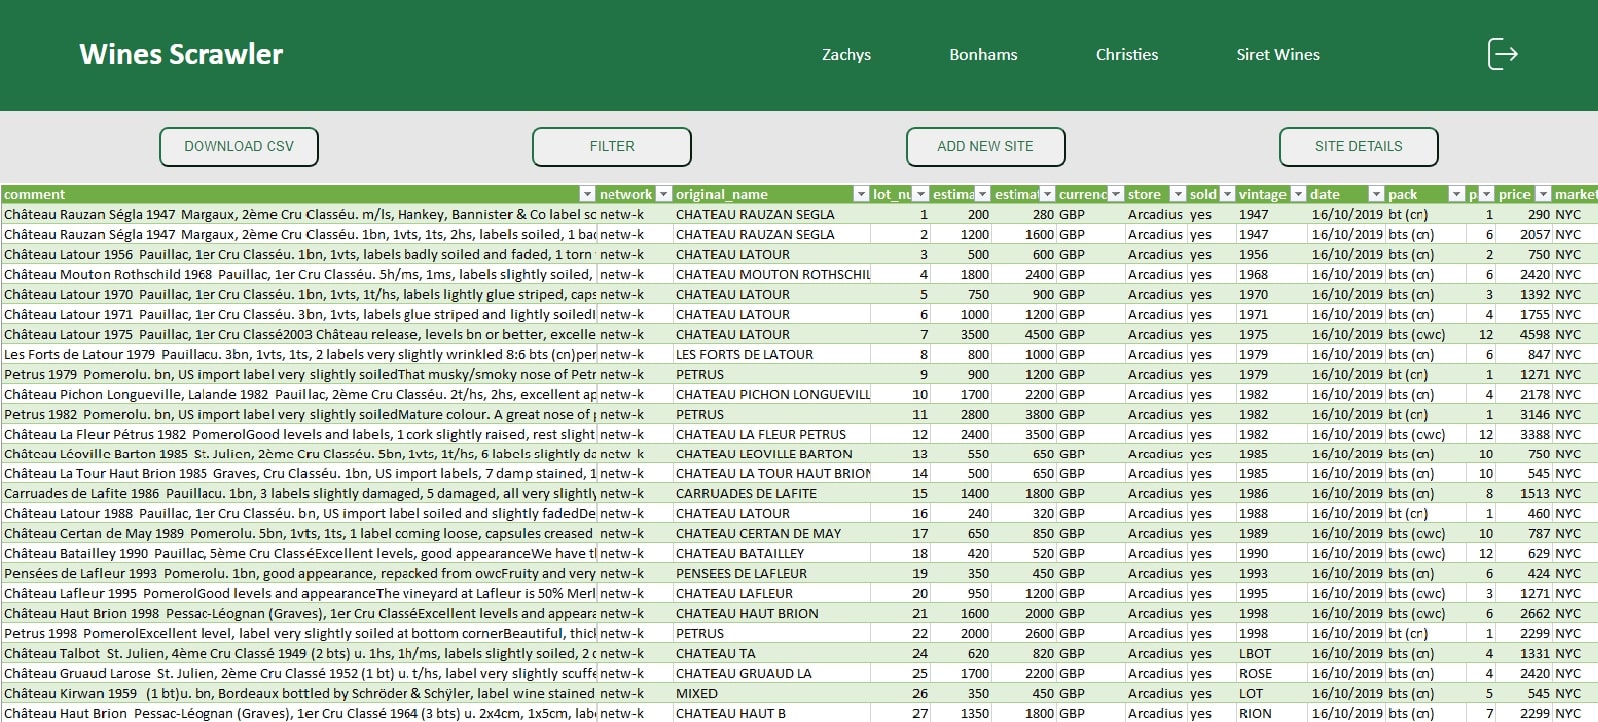 Wines Scrawler Zachys Bonhams Christies Siret Wines
DOWNLOAD CSV FILTER ADD NEW SITE SITE DETAILS
comment network original_name lot_nu estima estimat currenc store sold vintage date pack p price market
Château Rauzan Ségla 1947 Margaux, 2ème Cru Classéu. m/ls, Hankey, Bannister & Co label sc netw-k CHATEAU RAUZAN SEGLA 1 200 280 GBP Arcadius yes 1947 16/10/2019 bt (cn) 1 290 NYC
Château Rauzan Ségla 1947 Margaux, 2ème Cru Classéu. 1bn, 1vts, 1ts, 2hs, labels soiled, 1 bac netw-k CHATEAU RAUZAN SEGLA 2 1200 1600 GBP Arcadius yes 1947 16/10/2019 bts (cn) 6 2057 NYC
Château Latour 1956 Pauillac, 1er Cru Classéu. 1bn, 1vts, labels badly soiled and faded, 1 torn netw-k CHATEAU LATOUR 3 500 600 GBP Arcadius yes 1956 16/10/2019 bts (cn) 2 750 NYC
Château Mouton Rothschild 1968 Pauillac, 1er Cru Classéu. 5h/ms, 1ms, labels slightly soiled, netw-k CHATEAU MOUTON ROTHSCHIL 4 1800 2400 GBP Arcadius yes 1968 16/10/2019 bts (cn) 6 2420 NYC
Château Latour 1970 Pauillac, 1er Cru Classéu. 1bn, 1vts, 1t/hs, labels lightly glue striped, caps netw-k CHATEAU LATOUR 5 750 900 GBP Arcadius yes 1970 16/10/2019 bts (cn) 3 1392 NYC
Château Latour 1971 Pauillac, 1er Cru Classéu. 3bn, 1vts, labels glue striped and lightly soiledI netw-k CHATEAU LATOUR 6 1000 1200 GBP Arcadius yes 1971 16/10/2019 bts (cn) 4 1755 NYC
Château Latour 1975 Pauillac, 1er Cru Classé2003 Château release, levels bn or better, excelle netw-k CHATEAU LATOUR 7 3500 4500 GBP Arcadius yes 1975 16/10/2019 bts (owc) 12 4598 NYC
Les Forts de Latour 1979 Pauillacu. 3bn, 1vts, 1ts, 2 labels very slightly wrinkled 8:6 bts (cn)per netw-k LES FORTS DE LATOUR 8 800 1000 GBP Arcadius yes 1979 16/10/2019 bts (cn) 6 847 NYC
Petrus 1979 Pomerolu. bn, US import label very slightly soiledThat musky/smoky nose of Petr netw-k PETRUS 9 900 1200 GBP Arcadius yes 1979 16/10/2019 bt (cn) 1 1271 NYC
Château Pichon Longueville, Lalande 1982 Pauillac, 2ème Cru Classéu. 2t/hs, 2hs, excellent ap netw-k CHATEAU PICHON LONGUEVILL 10 1700 2200 GBP Arcadius yes 1982 16/10/2019 bts (cn) 4 2178 NYC
Petrus 1982 Pomerolu. bn, US import label very slightly soiledMature colour. A great nose of p netw-k PETRUS 11 2800 3800 GBP Arcadius yes 1982 16/10/2019 bt (cn) 1 3146 NYC
Château La Fleur Pétrus 1982 PomerolGood levels and labels, 1 cork slightly raised, rest slight netw-k CHATEAU LA FLEUR PETRUS 12 2400 3500 GBP Arcadius yes 1982 16/10/2019 bts (owc) 12 3388 NYC
Château Léoville Barton 1985 St. Julien, 2ème Cru Classéu. 5bn, 1vts, 1t/hs, 6 labels slightly da netw-k CHATEAU LEOVILLE BARTON 13 550 650 GBP Arcadius yes 1985 16/10/2019 bts (cn) 10 750 NYC
Château La Tour Haut Brion 1985 Graves, Cru Classéu. 1bn, US import labels, 7 damp stained, 1 netw-k CHATEAU LA TOUR HAUT BRION 14 500 650 GBP Arcadius yes 1985 16/10/2019 bts (cn) 10 545 NYC
Carruades de Lafite 1986 Pauillacu. 1bn, 3 labels slightly damaged, 5 damaged, all very slightly netw-k CARRUADES DE LAFITE 15 1400 1800 GBP Arcadius yes 1986 16/10/2019 bts (cn) 8 1513 NYC
Château Latour 1988 Pauillac, 1er Cru Classéu. bn, US import label soiled and slightly fadedDe netw-k CHATEAU LATOUR 16 240 320 GBP Arcadius yes 1988 16/10/2019 bt (cn) 1 460 NYC
Château Certan de May 1989 Pomerolu. 5bn, 1vts, 1ts, 1 label coming loose, capsules creased netw-k CHATEAU CERTAN DE MAY 17 650 850 GBP Arcadius yes 1989 16/10/2019 bts (owc) 10 787 NYC
Château Batailley 1990 Pauillac, 5ème Cru ClasséExcellent levels, good appearanceWe have tl netw-k CHATEAU BATAILLEY 18 420 520 GBP Arcadius yes 1990 16/10/2019 bts (owc) 12 629 NYC
Pensées de Lafleur 1993 Pomerolu. 1bn, good appearance, repacked from owcFruity and very netw-k PENSEES DE LAFLEUR 19 350 450 GBP Arcadius yes 1993 16/10/2019 bts (cn) 6 424 NYC
Château Lafleur 1995 PomerolGood levels and appearanceThe vineyard at Lafleur is 50% Merl netw-k CHATEAU LAFLEUR 20 950 1200 GBP Arcadius yes 1995 16/10/2019 bts (owc) 3 1271 NYC
Château Haut Brion 1998 Pessac-Léognan (Graves), 1er Cru ClasséExcellent levels and appeara netw-k CHATEAU HAUT BRION 21 1600 2000 GBP Arcadius yes 1998 16/10/2019 bts (owc) 6 2662 NYC
Petrus 1998 PomerolExcellent level, label very slightly soiled at bottom cornerBeautiful, thick netw-k PETRUS 22 2000 2600 GBP Arcadius yes 1998 16/10/2019 bt (cn) 1 2299 NYC
Château Talbot St. Julien, 4ème Cru Classé 1949 (2 bts) u. 1hs, 1h/ms, labels slightly soiled, 2 c netw-k CHATEAU TA 24 620 820 GBP Arcadius yes LBOT 16/10/2019 bts (cn) 4 1331 NYC
Château Gruaud Larose St. Julien, 2ème Cru Classé 1952 (1 bt) u. t/hs, label very slightly scuffe netw-k CHATEAU GRUAUD LA 25 1700 2200 GBP Arcadius yes ROSE 16/10/2019 bts (cn) 4 2420 NYC
Château Kirwan 1959 (1 bt)u. bn, Bordeaux bottled by Schröder & Schÿler, label wine stained netw-k MIXED 26 350 450 GBP Arcadius yes LOT 16/10/2019 bts (cn) 5 545 NYC
Château Haut Brion Pessac-Léognan (Graves), 1er Cru Classé 1964 (3 bts) u. 2x4cm, 1x5cm, labe netw-k CHATEAU HAUT B 27 1350 1800 GBP Arcadius yes RION 16/10/2019 bts (cn) 7 2299 NYC